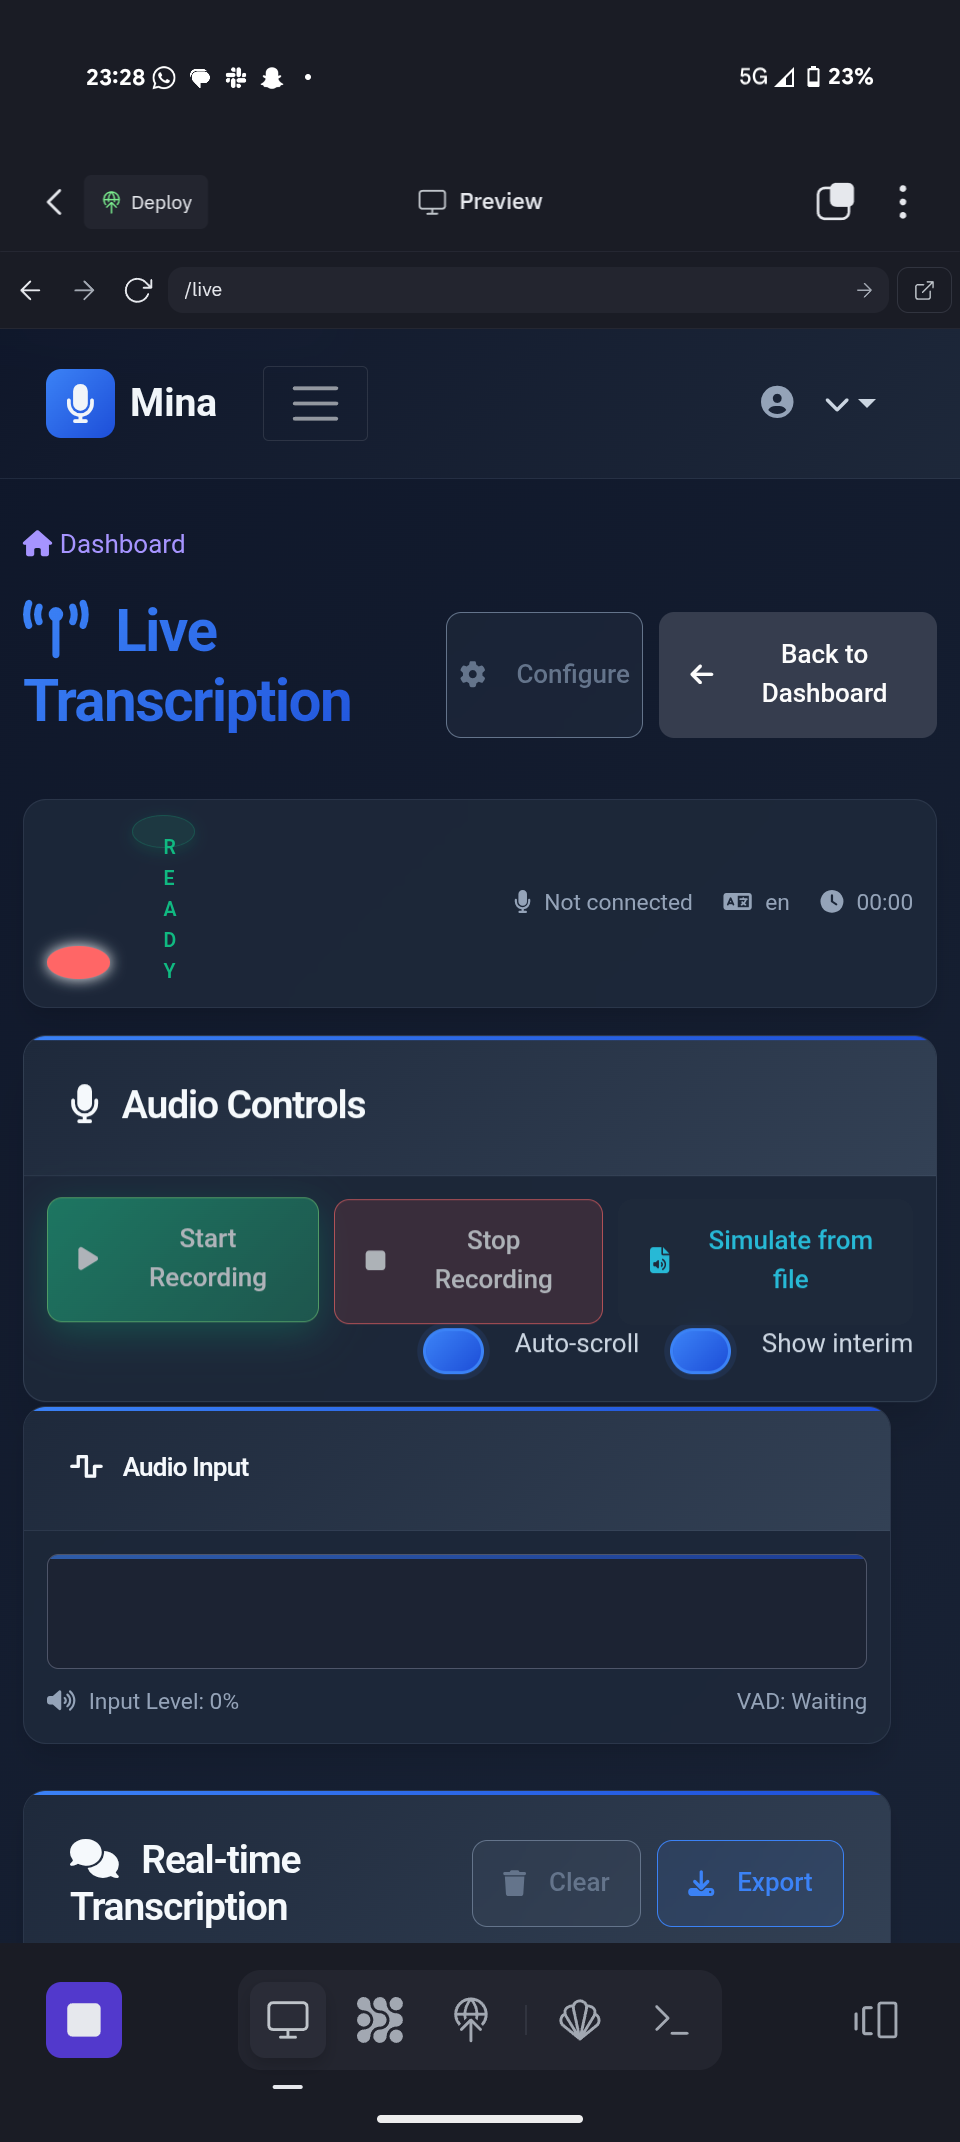 23:28
5G 23%
Deploy
Preview
/live
Mina
Dashboard
Live
Transcription
Configure
Back to
Dashboard
R
E
A
D
Y
Not connected
en
00:00
Audio Controls
Start
Recording
Stop
Recording
Simulate from
file
Auto-scroll
Show interim
Audio Input
Input Level: 0%
VAD: Waiting
Real-time
Transcription
Clear
Export